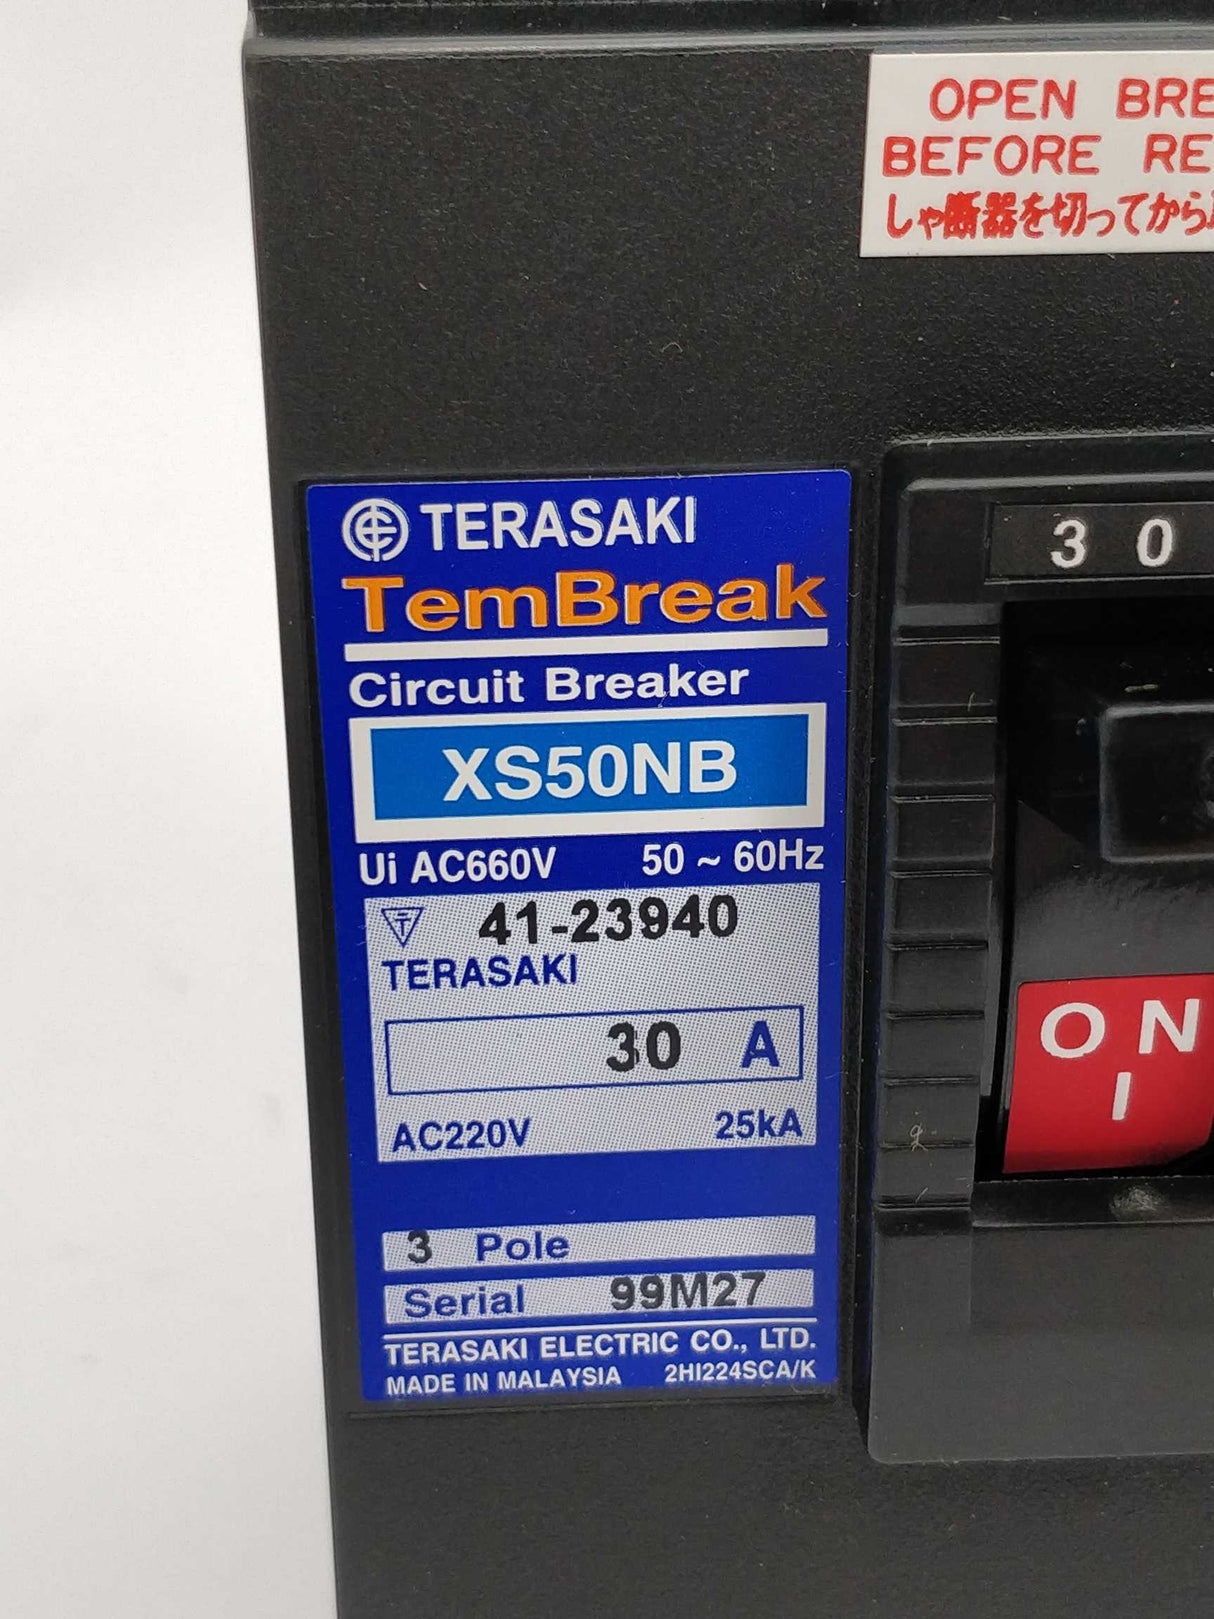 OPEN BRE
BEFORE RE
しゃ断器を切ってから
TERASAKI
TemBreak
Circuit Breaker
XS50NB
Ui AC660V 50 ~ 60Hz
41-23940
TERASAKI
30 A
AC220V 25kA
3 Pole
Serial 99M27
TERASAKI ELECTRIC CO., LTD.
MADE IN MALAYSIA 2HI224SCA/K
30
ON
I